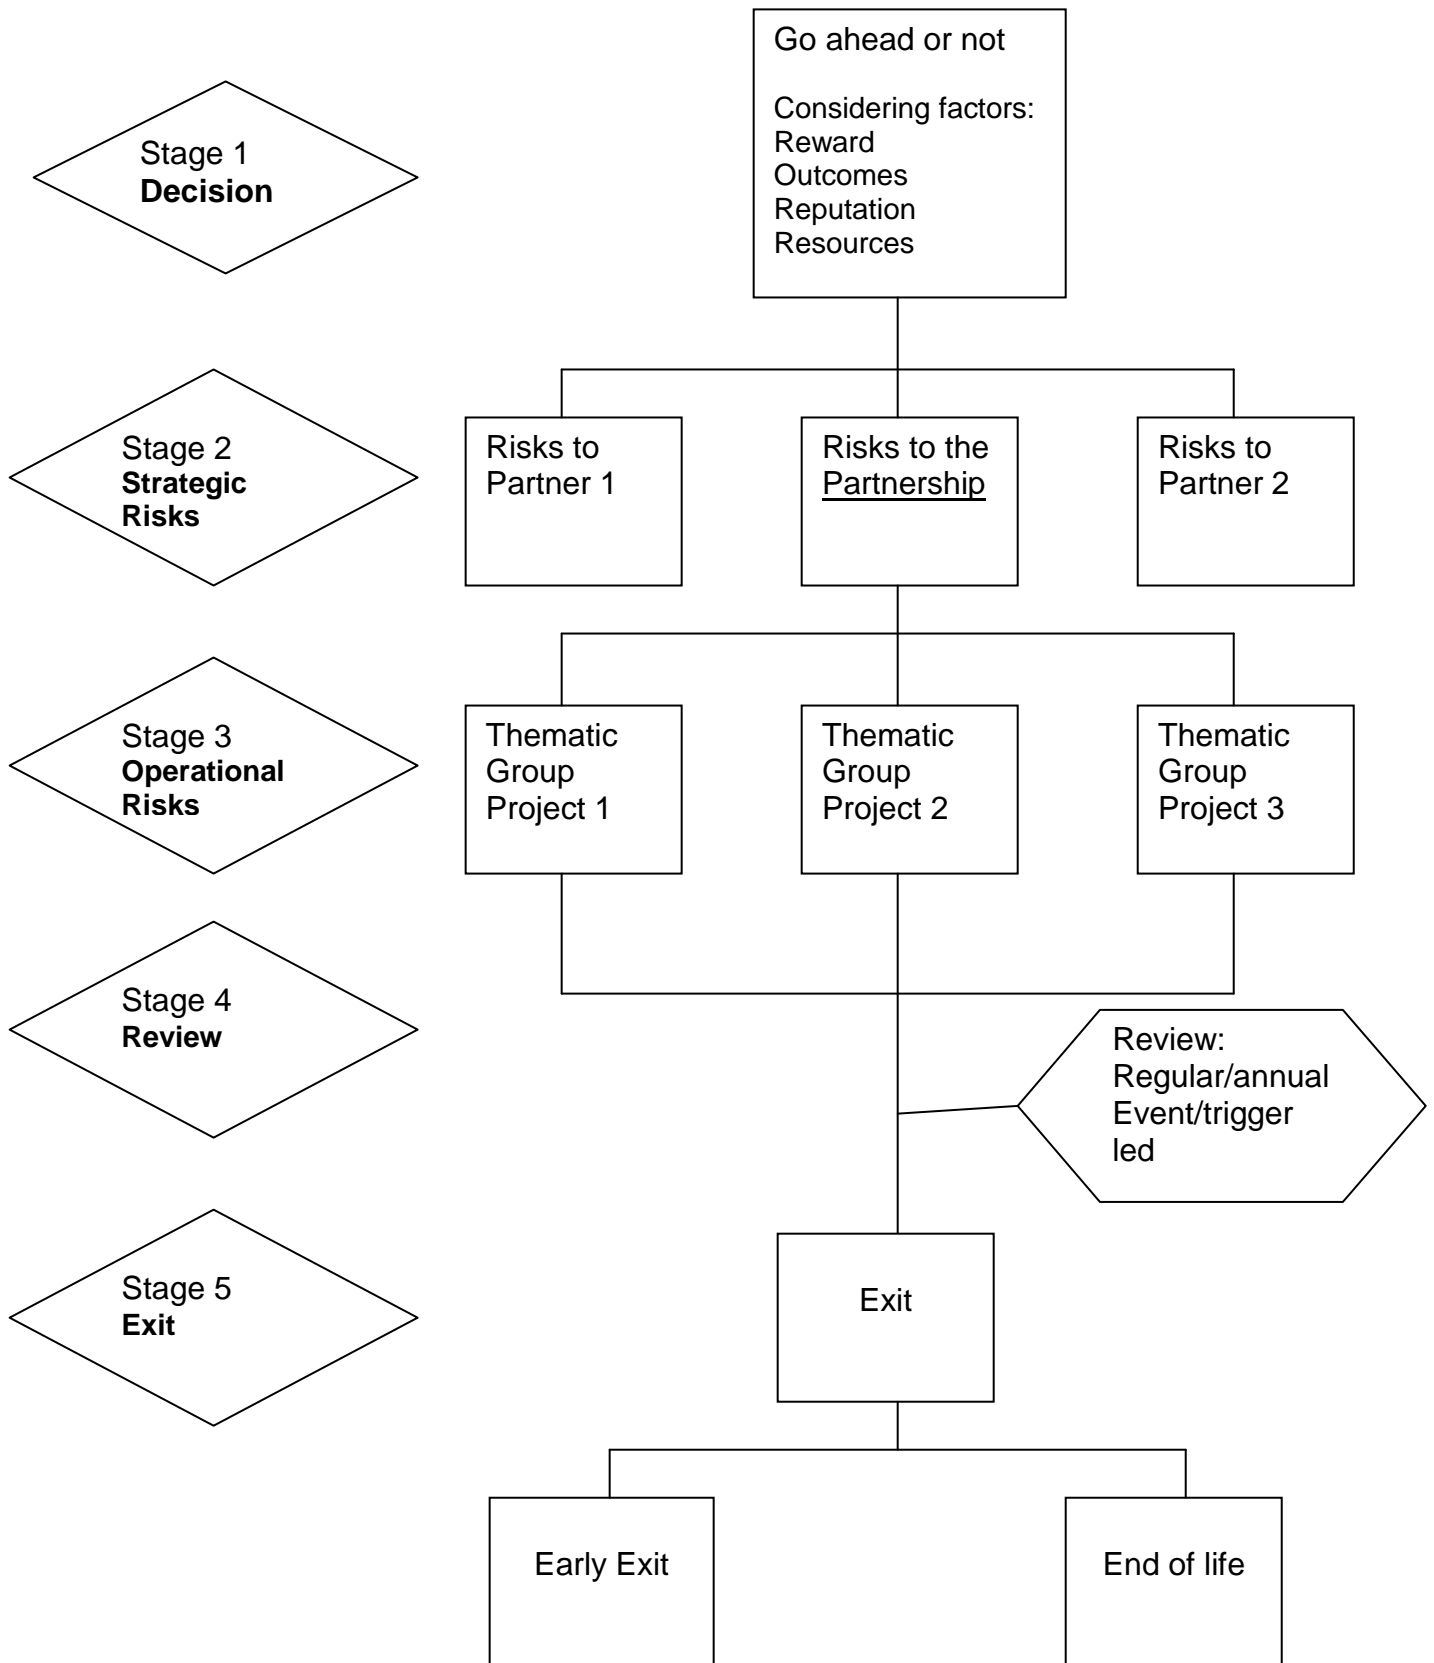 Stage 1
Decision
Go ahead or not
Considering factors:
Reward
Outcomes
Reputation
Resources
Stage 2
Strategic
Risks
Risks to
Partner 1
Risks to the
Partnership
Risks to
Partner 2
Stage 3
Operational
Risks
Thematic
Group
Project 1
Thematic
Group
Project 2
Thematic
Group
Project 3
Stage 4
Review
Review:
Regular/annual
Event/trigger
led
Stage 5
Exit
Exit
Early Exit
End of life